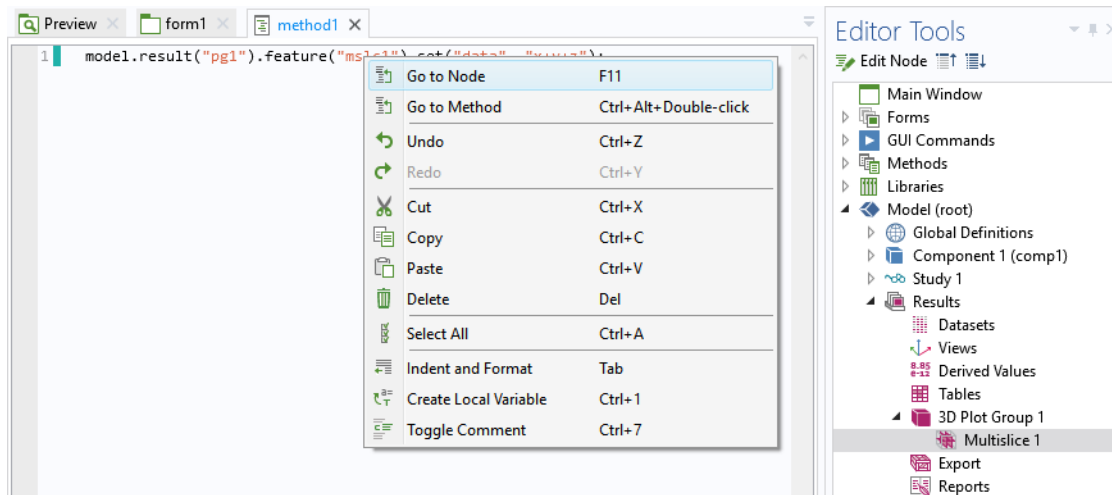 Preview
form1
method1
1 model.result("pg1").feature("mslc1").set("data", "x+y+z");
Go to Node F11
Go to Method Ctrl+Alt+Double-click
Undo Ctrl+Z
Redo Ctrl+Y
Cut Ctrl+X
Copy Ctrl+C
Paste Ctrl+V
Delete Del
Select All Ctrl+A
Indent and Format Tab
Create Local Variable Ctrl+1
Toggle Comment Ctrl+7
Editor Tools
Edit Node
Main Window
Forms
GUI Commands
Methods
Libraries
Model (root)
Global Definitions
Component 1 (comp1)
Study 1
Results
Datasets
Views
8.85
e-12
Derived Values
Tables
3D Plot Group 1
Multislice 1
Export
Reports